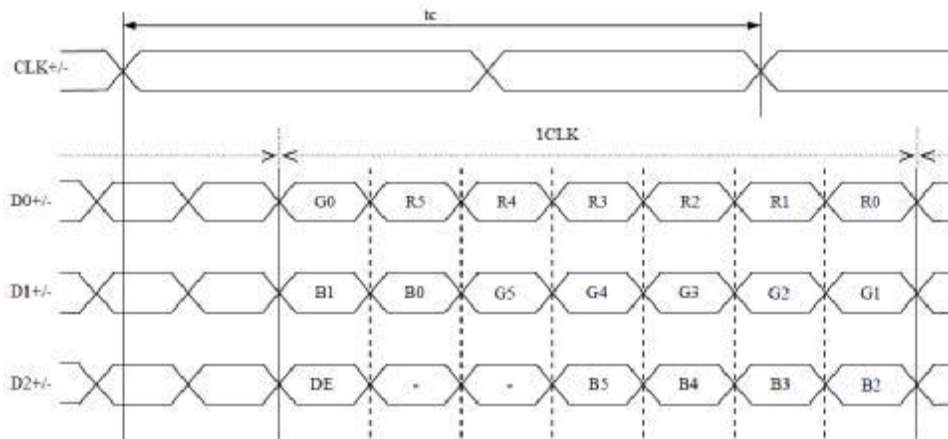 tc
CLK+/-
1CLK
D0+/- G0 R5 R4 R3 R2 R1 R0
D1+/- B1 B0 G5 G4 G3 G2 G1
D2+/- DE - - B5 B4 B3 B2